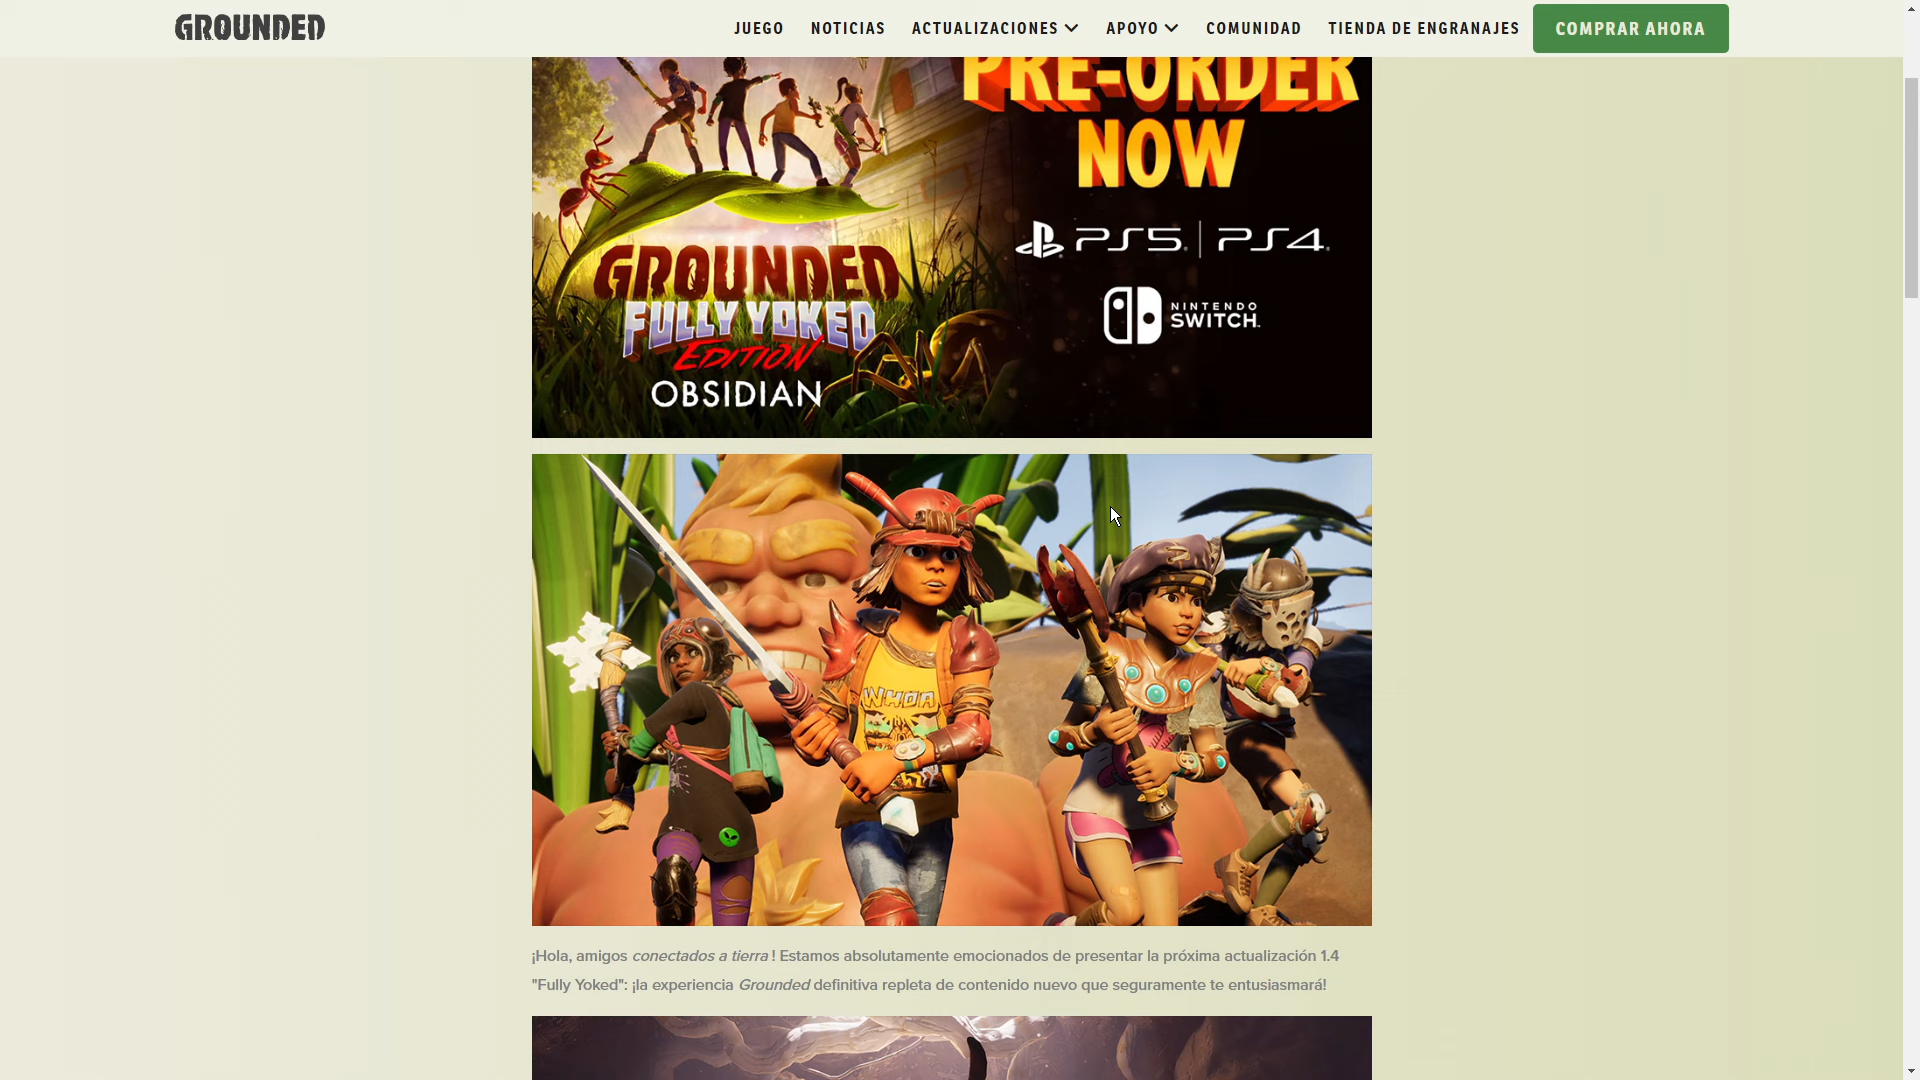 GROUNDED
JUEGO NOTICIAS ACTUALIZACIONES APOYO COMUNIDAD TIENDA DE ENGRANAJES COMPRAR AHORA
PRE-ORDER
NOW
PS5 | PS4
NINTENDO
SWITCH
GROUNDED
FULLY YOKED
EDITION
OBSIDIAN
WHOA
¡Hola, amigos conectados a tierra ! Estamos absolutamente emocionados de presentar la próxima actualización 1.4
"Fully Yoked": ¡la experiencia Grounded definitiva repleta de contenido nuevo que seguramente te entusiasmará!